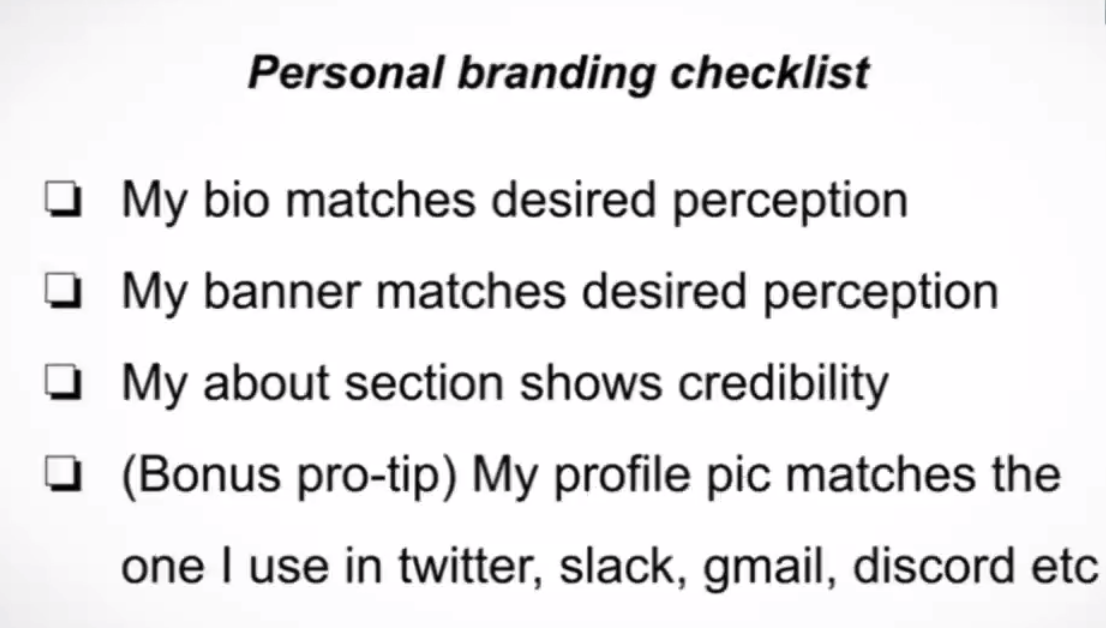 Personal branding checklist
My bio matches desired perception
My banner matches desired perception
My about section shows credibility
(Bonus pro-tip) My profile pic matches the
one I use in twitter, slack, gmail, discord etc